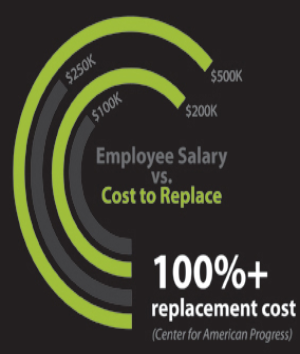 $250K
$500K
$100K
$200K
Employee Salary
vs.
Cost to Replace
100%+
replacement cost
(Center for American Progress)